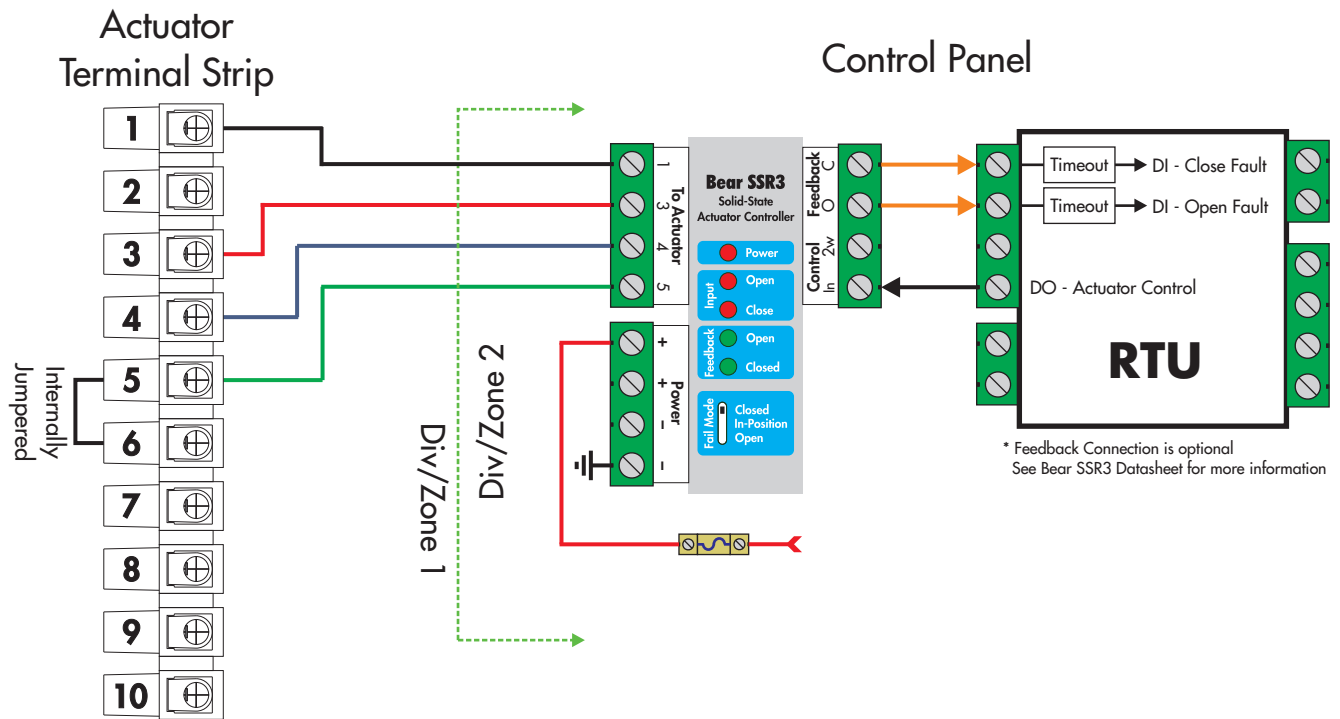 Actuator
Terminal Strip
1
2
3
4
5
6
7
8
9
10
Internally
Jumpered
Div/Zone 1
Div/Zone 2
Control Panel
To Actuator
1
3
4
5
Power
+
+
-
-
Bear SSR3
Solid-State
Actuator Controller
Power
Input
Open
Close
Feedback
Open
Closed
Fail Mode
Closed
In-Position
Open
Feedback
C
O
Control
2w
In
Timeout
DI - Close Fault
Timeout
DI - Open Fault
DO - Actuator Control
RTU
* Feedback Connection is optional
See Bear SSR3 Datasheet for more information